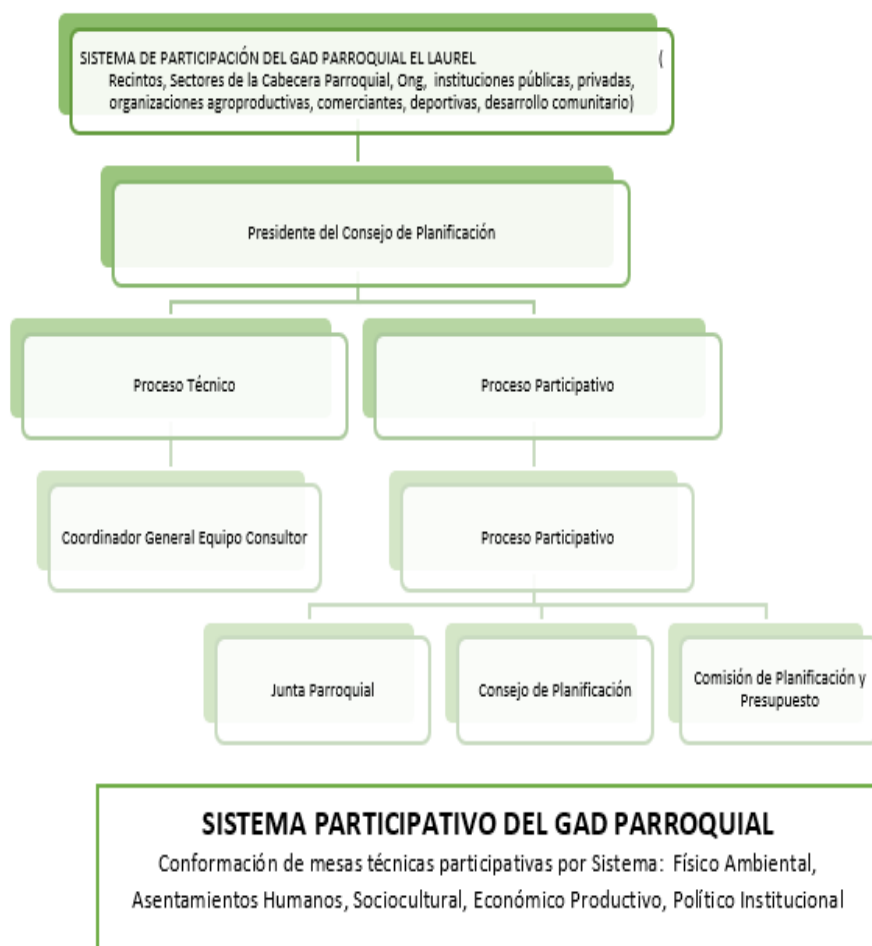 SISTEMA DE PARTICIPACIÓN DEL GAD PARROQUIAL EL LAUREL (
Recintos, Sectores de la Cabecera Parroquial, Ong, instituciones públicas, privadas,
organizaciones agroproductivas, comerciantes, deportivas, desarrollo comunitario)
Presidente del Consejo de Planificación
Proceso Técnico
Proceso Participativo
Coordinador General Equipo Consultor
Proceso Participativo
Junta Parroquial
Consejo de Planificación
Comisión de Planificación y
Presupuesto
SISTEMA PARTICIPATIVO DEL GAD PARROQUIAL
Conformación de mesas técnicas participativas por Sistema: Físico Ambiental,
Asentamientos Humanos, Sociocultural, Económico Productivo, Político Institucional